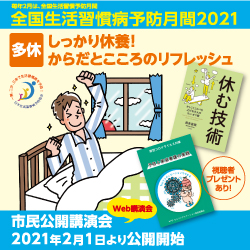 毎年2月は、全国生活習慣病予防月間
全国生活習慣病予防月間2021
多休
しっかり休養!
からだとこころのリフレッシュ
休む技術
視聴者
プレゼント
あり!
Web講演会
市民公開講演会
2021年2月1日より公開開始